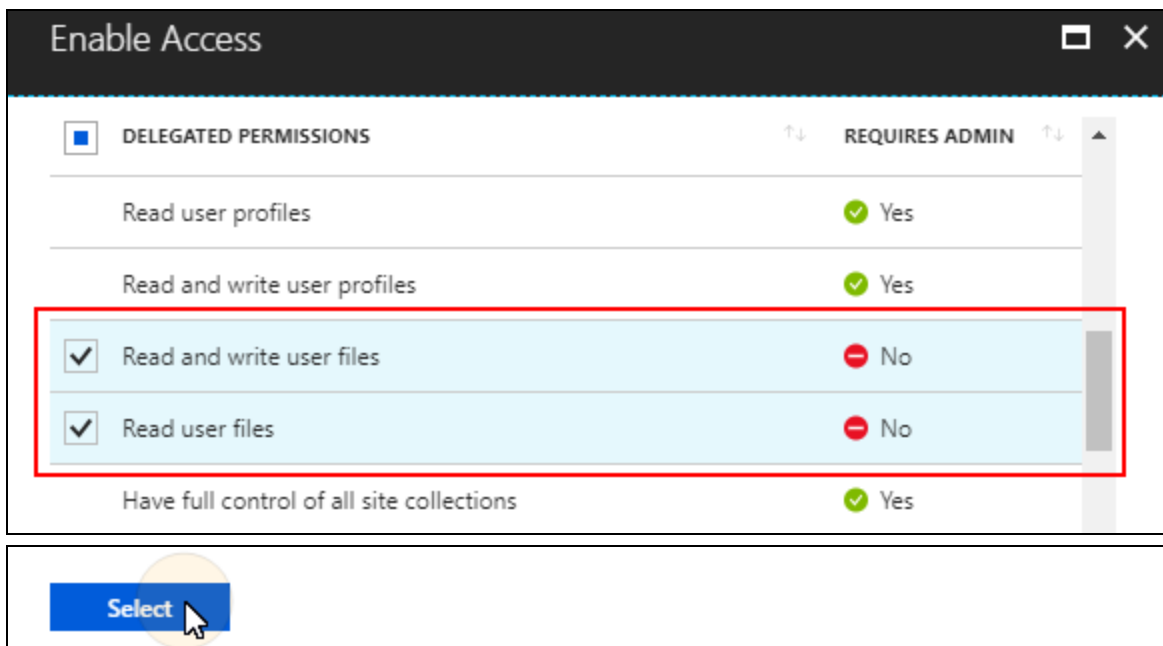 Enable Access
DELEGATED PERMISSIONS REQUIRES ADMIN
Read user profiles Yes
Read and write user profiles Yes
Read and write user files No
Read user files No
Have full control of all site collections Yes
Select